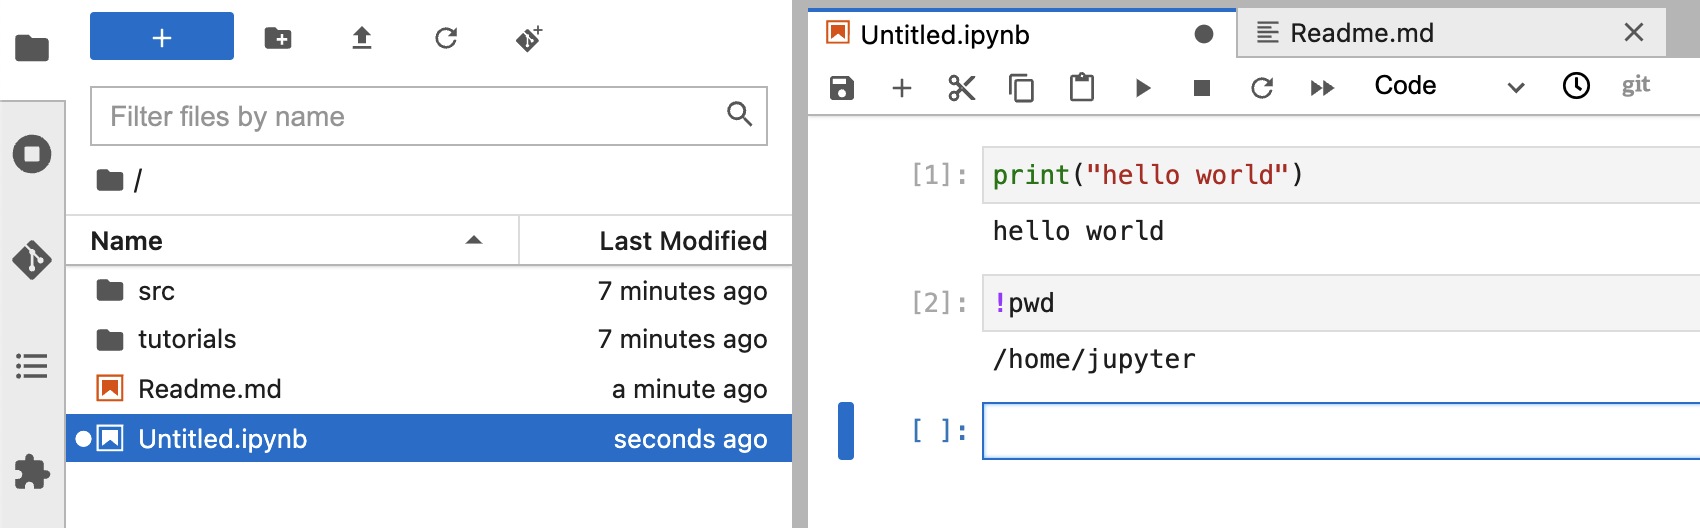 Filter files by name
/
Name Last Modified
src 7 minutes ago
tutorials 7 minutes ago
Readme.md a minute ago
Untitled.ipynb seconds ago
Untitled.ipynb Readme.md
Code git
[1]: print("hello world")
hello world
[2]: !pwd
/home/jupyter
[ ]: